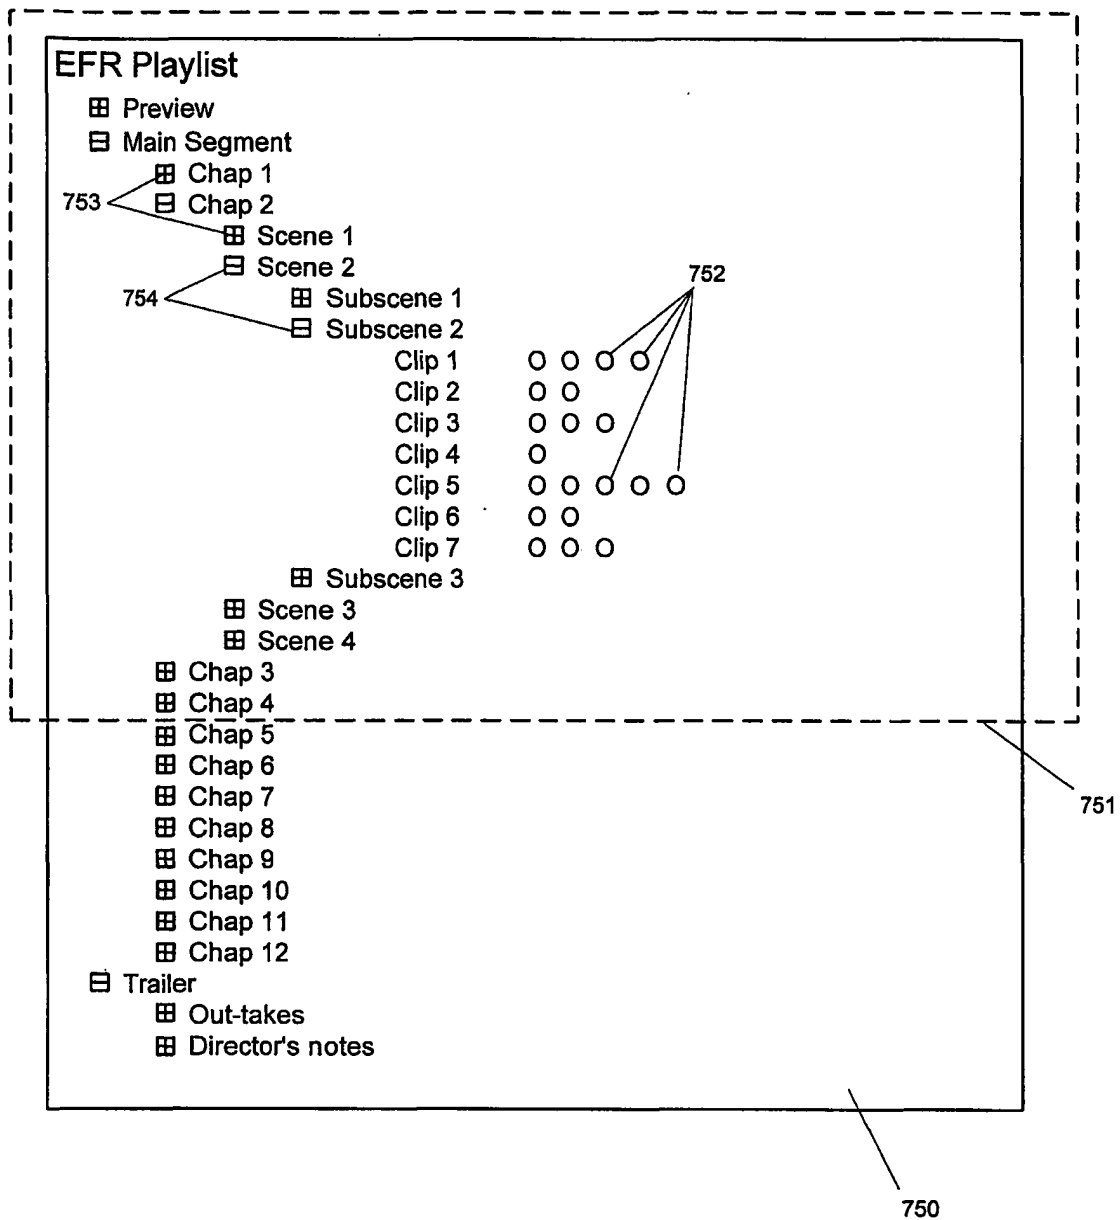 EFR Playlist
Preview
Main Segment
Chap 1
753
Chap 2
Scene 1
Scene 2
752
754
Subscene 1
Subscene 2
Clip 1 O O O O
Clip 2 O O
Clip 3 O O O
Clip 4 O
Clip 5 O O O O O
Clip 6 O O
Clip 7 O O O
Subscene 3
Scene 3
Scene 4
Chap 3
Chap 4
Chap 5
Chap 6
Chap 7
751
Chap 8
Chap 9
Chap 10
Chap 11
Chap 12
Trailer
Out-takes
Director's notes
750